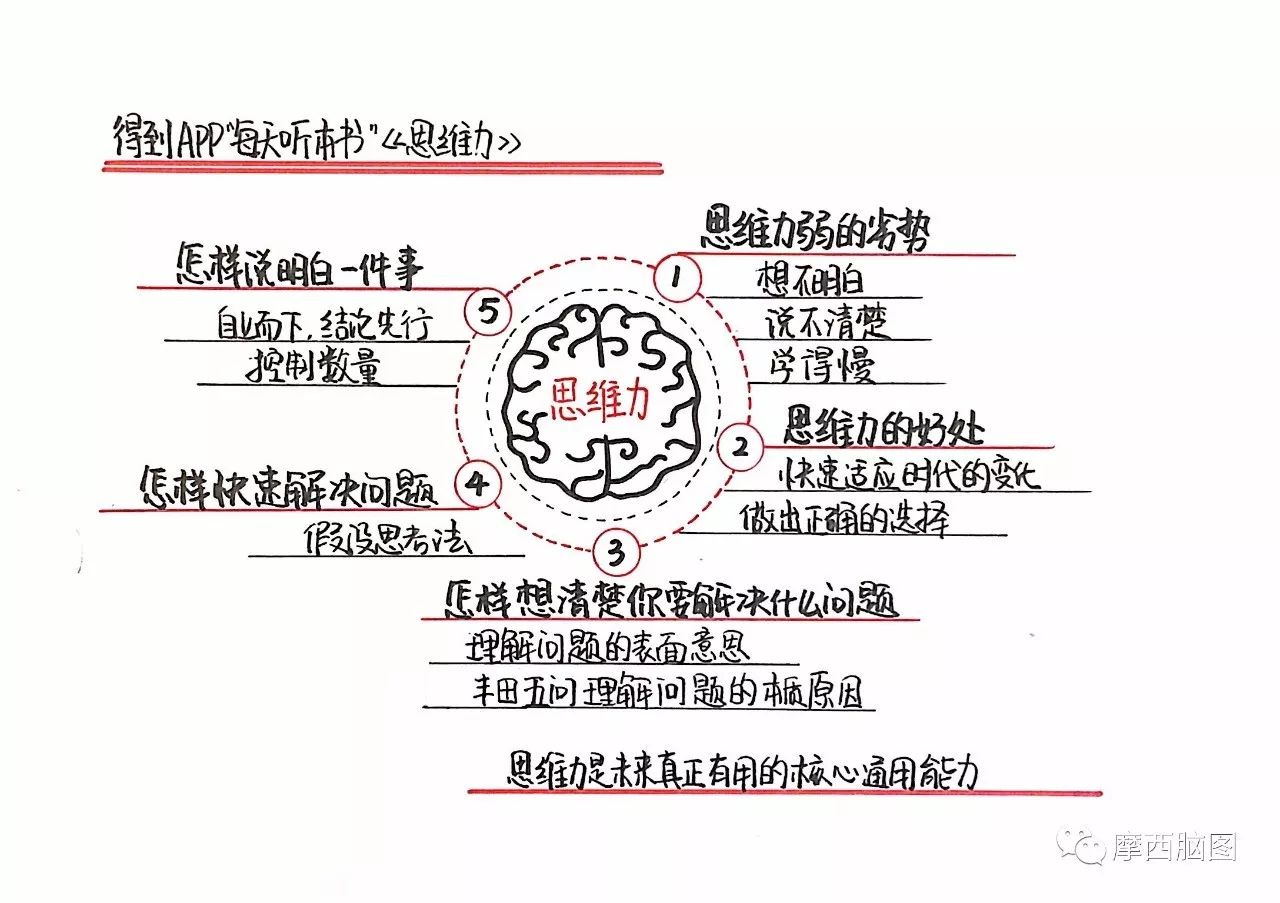 得到APP"每天听本书"《思维力》
思维力
1
思维力弱的劣势
想不明白
说不清楚
学得慢
2
思维力的好处
快速适应时代的变化
做出正确的选择
3
怎样想清楚你要解决什么问题
理解问题的表面意思
丰田五问理解问题的本质原因
4
怎样快速解决问题
假设思考法
5
怎样说明白一件事
自上而下,结论先行
控制数量
思维力是未来真正有用的核心通用能力
摩西脑图